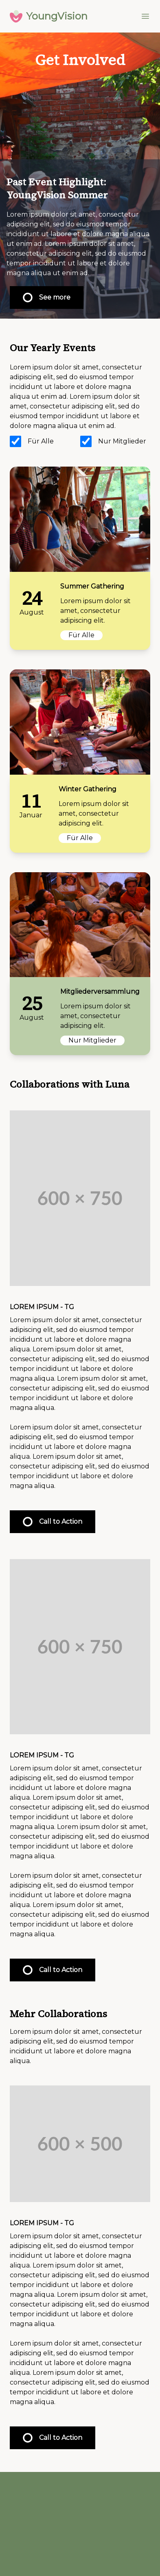 YoungVision
Get Involved
Past Event Highlight:
YoungVision Sommer
Lorem ipsum dolor sit amet, consectetur
adipiscing elit, sed do eiusmod tempor
incididunt ut labore et dolore magna aliqua
ut enim ad. Lorem ipsum dolor sit amet,
consectetur adipiscing elit, sed do eiusmod
tempor incididunt ut labore et dolore
magna aliqua ut enim ad.
See more
Our Yearly Events
Lorem ipsum dolor sit amet, consectetur
adipiscing elit, sed do eiusmod tempor
incididunt ut labore et dolore magna
aliqua ut enim ad. Lorem ipsum dolor sit
amet, consectetur adipiscing elit, sed do
eiusmod tempor incididunt ut labore et
dolore magna aliqua ut enim ad.
Für Alle
Nur Mitglieder
24
August
Summer Gathering
Lorem ipsum dolor sit
amet, consectetur
adipiscing elit.
Für Alle
11
Januar
Winter Gathering
Lorem ipsum dolor sit
amet, consectetur
adipiscing elit.
Für Alle
25
August
Mitgliederversammlung
Lorem ipsum dolor sit
amet, consectetur
adipiscing elit.
Nur Mitglieder
Collaborations with Luna
600 × 750
LOREM IPSUM - TG
Lorem ipsum dolor sit amet, consectetur
adipiscing elit, sed do eiusmod tempor
incididunt ut labore et dolore magna
aliqua. Lorem ipsum dolor sit amet,
consectetur adipiscing elit, sed do eiusmod
tempor incididunt ut labore et dolore
magna aliqua. Lorem ipsum dolor sit amet,
consectetur adipiscing elit, sed do eiusmod
tempor incididunt ut labore et dolore
magna aliqua.
Lorem ipsum dolor sit amet, consectetur
adipiscing elit, sed do eiusmod tempor
incididunt ut labore et dolore magna
aliqua. Lorem ipsum dolor sit amet,
consectetur adipiscing elit, sed do eiusmod
tempor incididunt ut labore et dolore
magna aliqua.
Call to Action
600 × 750
LOREM IPSUM - TG
Lorem ipsum dolor sit amet, consectetur
adipiscing elit, sed do eiusmod tempor
incididunt ut labore et dolore magna
aliqua. Lorem ipsum dolor sit amet,
consectetur adipiscing elit, sed do eiusmod
tempor incididunt ut labore et dolore
magna aliqua. Lorem ipsum dolor sit amet,
consectetur adipiscing elit, sed do eiusmod
tempor incididunt ut labore et dolore
magna aliqua.
Lorem ipsum dolor sit amet, consectetur
adipiscing elit, sed do eiusmod tempor
incididunt ut labore et dolore magna
aliqua. Lorem ipsum dolor sit amet,
consectetur adipiscing elit, sed do eiusmod
tempor incididunt ut labore et dolore
magna aliqua.
Call to Action
Mehr Collaborations
Lorem ipsum dolor sit amet, consectetur
adipiscing elit, sed do eiusmod tempor
incididunt ut labore et dolore magna
aliqua.
600 × 500
LOREM IPSUM - TG
Lorem ipsum dolor sit amet, consectetur
adipiscing elit, sed do eiusmod tempor
incididunt ut labore et dolore magna
aliqua. Lorem ipsum dolor sit amet,
consectetur adipiscing elit, sed do eiusmod
tempor incididunt ut labore et dolore
magna aliqua. Lorem ipsum dolor sit amet,
consectetur adipiscing elit, sed do eiusmod
tempor incididunt ut labore et dolore
magna aliqua.
Lorem ipsum dolor sit amet, consectetur
adipiscing elit, sed do eiusmod tempor
incididunt ut labore et dolore magna
aliqua. Lorem ipsum dolor sit amet,
consectetur adipiscing elit, sed do eiusmod
tempor incididunt ut labore et dolore
magna aliqua.
Call to Action